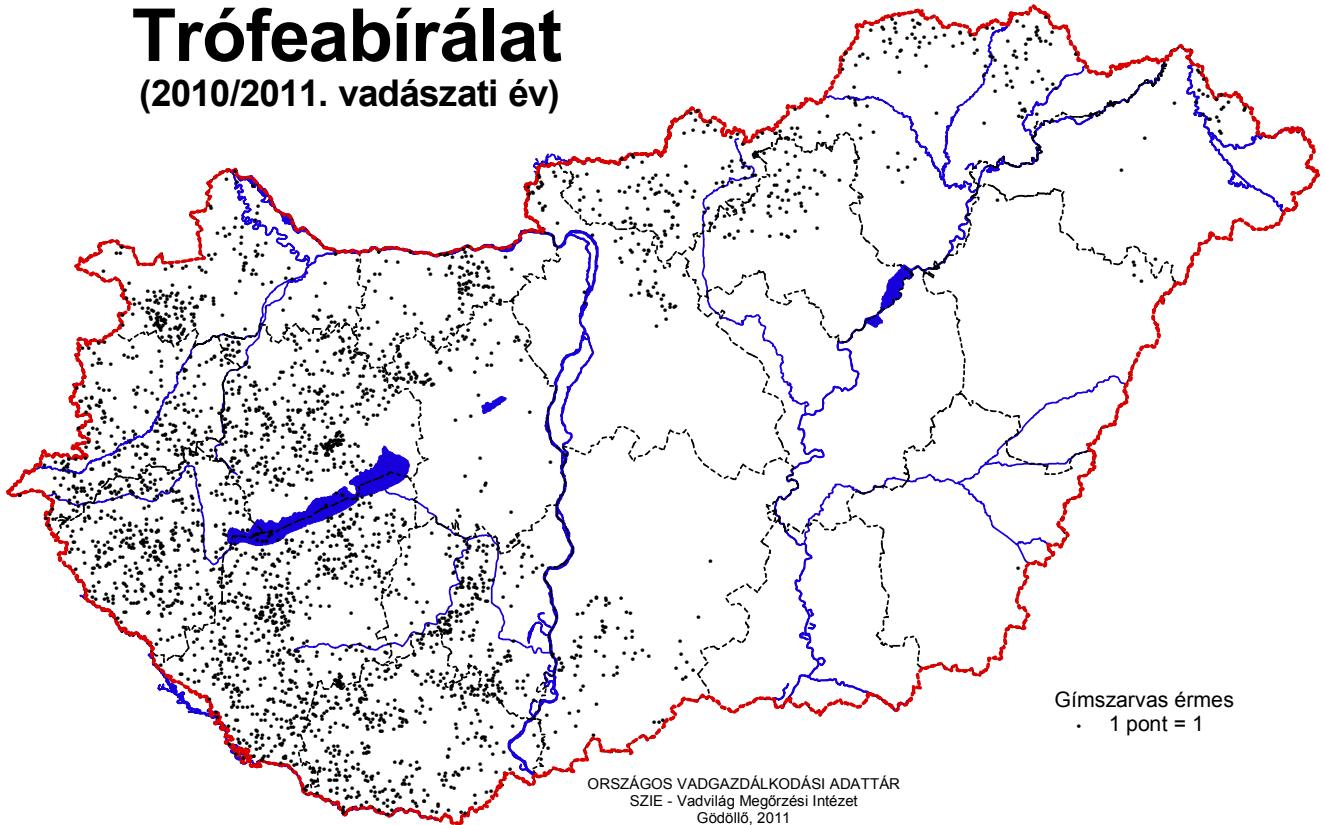 Trófeabírálat
(2010/2011. vadászati év)
Gímszarvas érmes
1 pont = 1
ORSZÁGOS VADGAZDÁLKODÁSI ADATTÁR
SZIE - Vadvilág Megőrzési Intézet
Gödöllő, 2011